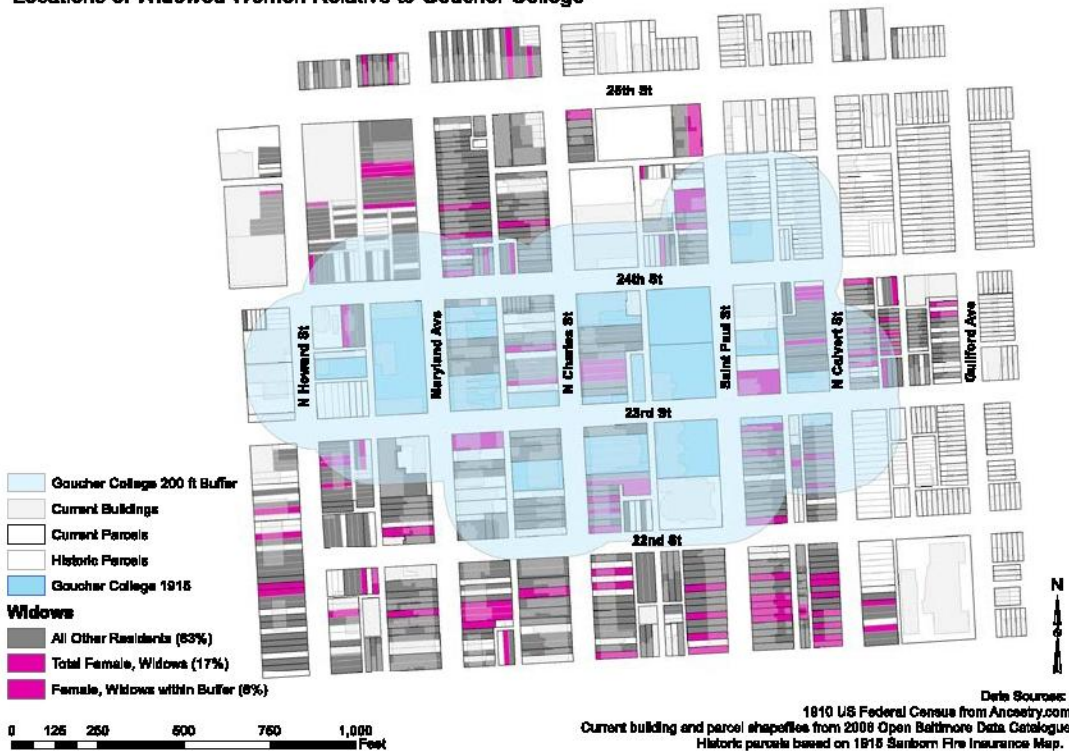 Locations of Widowed Women Relative to Goucher College
25th St
24th St
N Howard St
Maryland Ave
N Charles St
Saint Paul St
N Calvert St
Guilford Ave
23rd St
22nd St
Goucher College 200 ft Buffer
Current Buildings
Current Parcels
Historic Parcels
Goucher College 1915
Widows
All Other Residents (63%)
Total Female, Widows (17%)
Female, Widows within Buffer (6%)
0 125 250 500 750 1,000
Feet
N
Data Sources:
1910 US Federal Census from Ancestry.com
Current building and parcel shapefiles from 2008 Open Baltimore Data Catalogue
Historic parcels based on 1915 Sanborn Fire Insurance Map.